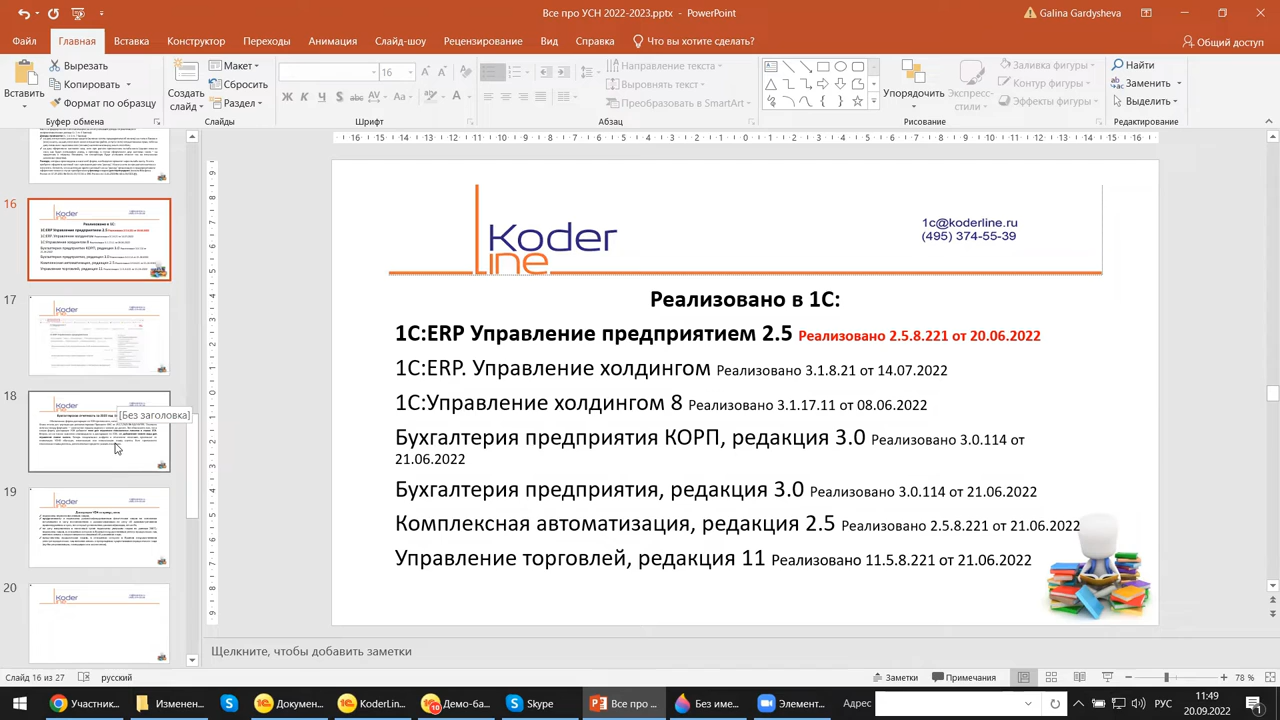 Все про УСН 2022-2023.pptx - PowerPoint
Galina Gardysheva
Файл Главная Вставка Конструктор Переходы Анимация Слайд-шоу Рецензирование Вид Справка Что вы хотите сделать? Общий доступ
Вставить
Вырезать
Копировать
Формат по образцу
Буфер обмена
Создать слайд
Макет
Сбросить
Раздел
Слайды
16
Ж К Ч S abc AV Aa А
Шрифт
Направление текста
Выровнять текст
Преобразовать в SmartArt
Абзац
Упорядочить
Экспресс-стили
Заливка фигуры
Контур фигуры
Эффекты фигуры
Рисование
Найти
Заменить
Выделить
Редактирование
16
17
18
[Без заголовка]
19
20
Koder
line
1c@koderline.ru
(495) 374-55-39
Реализовано в 1С:
1С:ERP Управление предприятием 2.5 Реализовано 2.5.8.221 от 20.06.2022
1С:ERP. Управление холдингом Реализовано 3.1.8.21 от 14.07.2022
1С:Управление холдингом 8 Реализовано 3.1.17.11 от 08.06.2022
Бухгалтерия предприятия КОРП, редакция 3.0 Реализовано 3.0.114 от
21.06.2022
Бухгалтерия предприятия, редакция 3.0 Реализовано 3.0.114 от 21.06.2022
Комплексная автоматизация, редакция 2.5 Реализовано 2.5.8.221 от 21.06.2022
Управление торговлей, редакция 11 Реализовано 11.5.8.221 от 21.06.2022
Щелкните, чтобы добавить заметки
Слайд 16 из 27 русский Заметки Примечания 78 %
Участник... Изменен... Докумен... KoderLin... Демо-ба... Skype Все про ... Без име... Элемент... Адрес РУС
11:49
20.09.2022